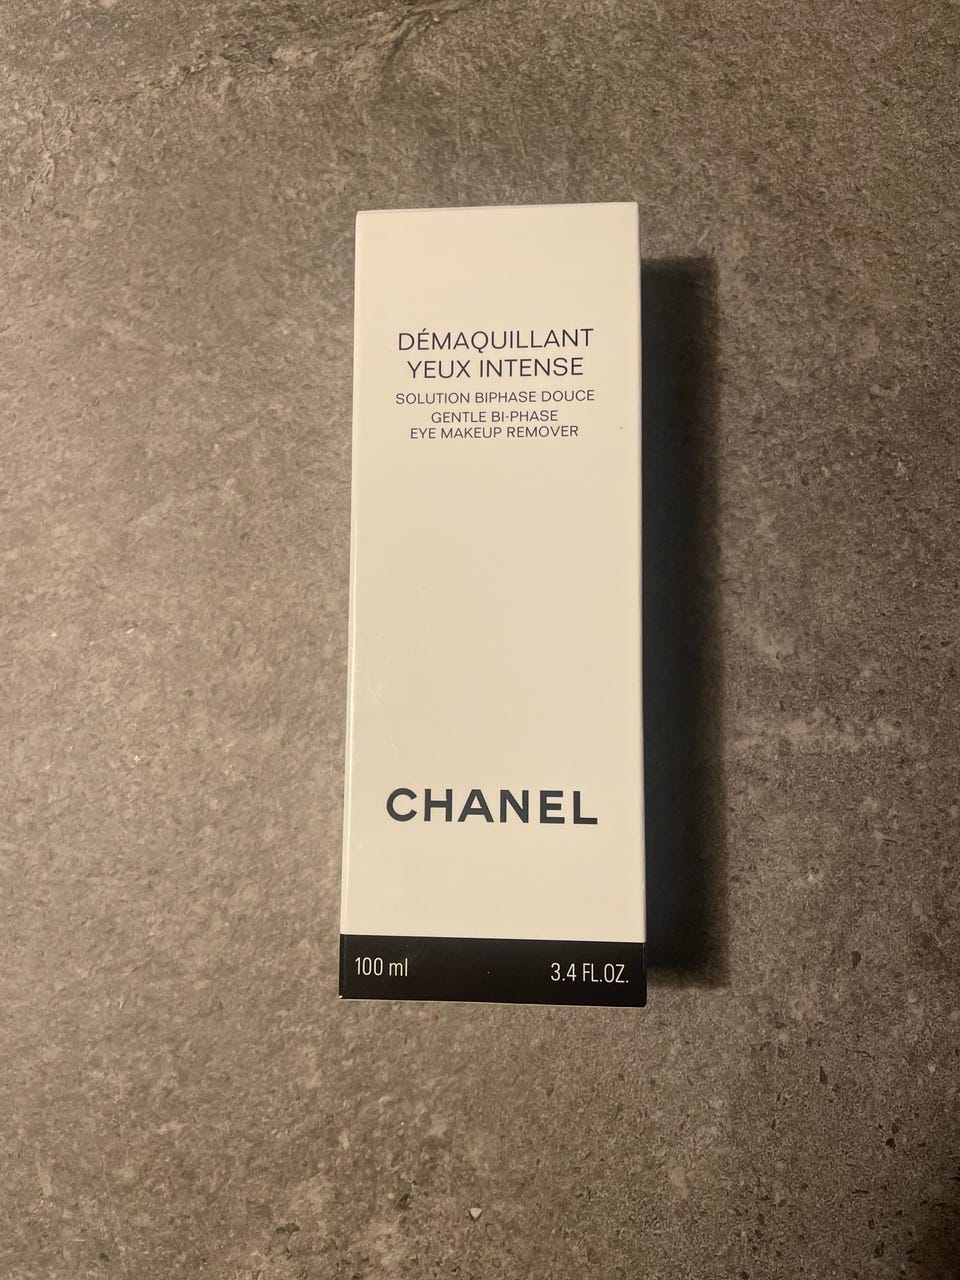 DÉMAQUILLANT
YEUX INTENSE
SOLUTION BIPHASE DOUCE
GENTLE BI-PHASE
EYE MAKEUP REMOVER
CHANEL
100 ml 3.4 FL.OZ.